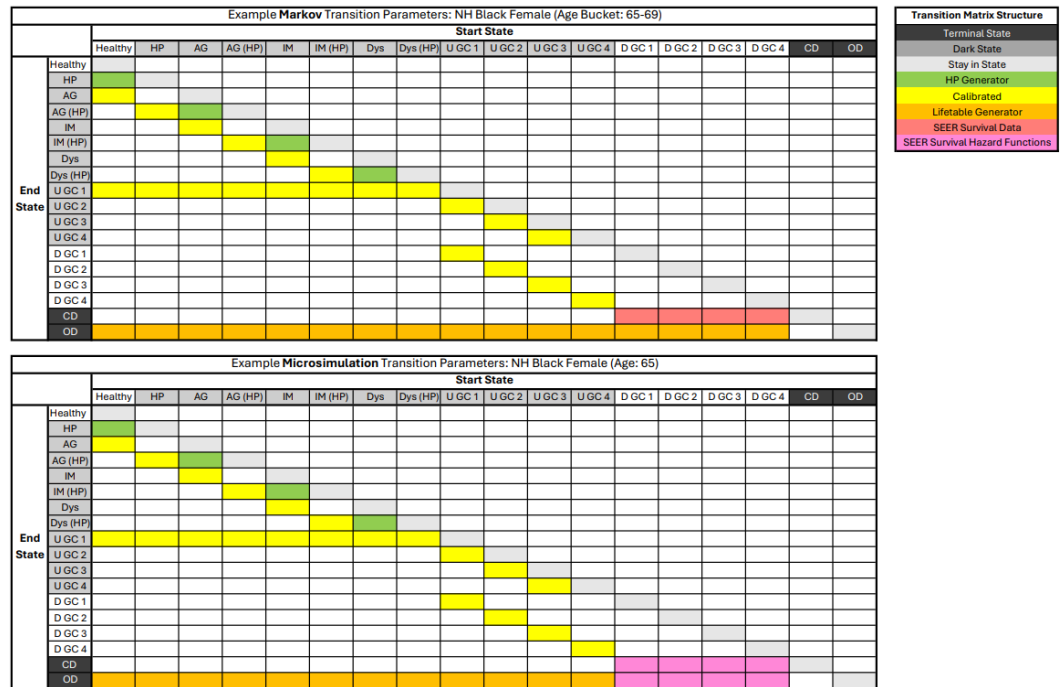 Example Markov Transition Parameters: NH Black Female (Age Bucket: 65-69)
Start State
Healthy HP AG AG (HP) IM IM (HP) Dys Dys (HP) U GC 1 U GC 2 U GC 3 U GC 4 D GC 1 D GC 2 D GC 3 D GC 4 CD OD
End State
Healthy
HP
AG
AG (HP)
IM
IM (HP)
Dys
Dys (HP)
U GC 1
U GC 2
U GC 3
U GC 4
D GC 1
D GC 2
D GC 3
D GC 4
CD
OD
Transition Matrix Structure
Terminal State
Dark State
Stay in State
HP Generator
Calibrated
Lifetable Generator
SEER Survival Data
SEER Survival Hazard Functions
Example Microsimulation Transition Parameters: NH Black Female (Age: 65)
Start State
Healthy HP AG AG (HP) IM IM (HP) Dys Dys (HP) U GC 1 U GC 2 U GC 3 U GC 4 D GC 1 D GC 2 D GC 3 D GC 4 CD OD
End State
Healthy
HP
AG
AG (HP)
IM
IM (HP)
Dys
Dys (HP)
U GC 1
U GC 2
U GC 3
U GC 4
D GC 1
D GC 2
D GC 3
D GC 4
CD
OD